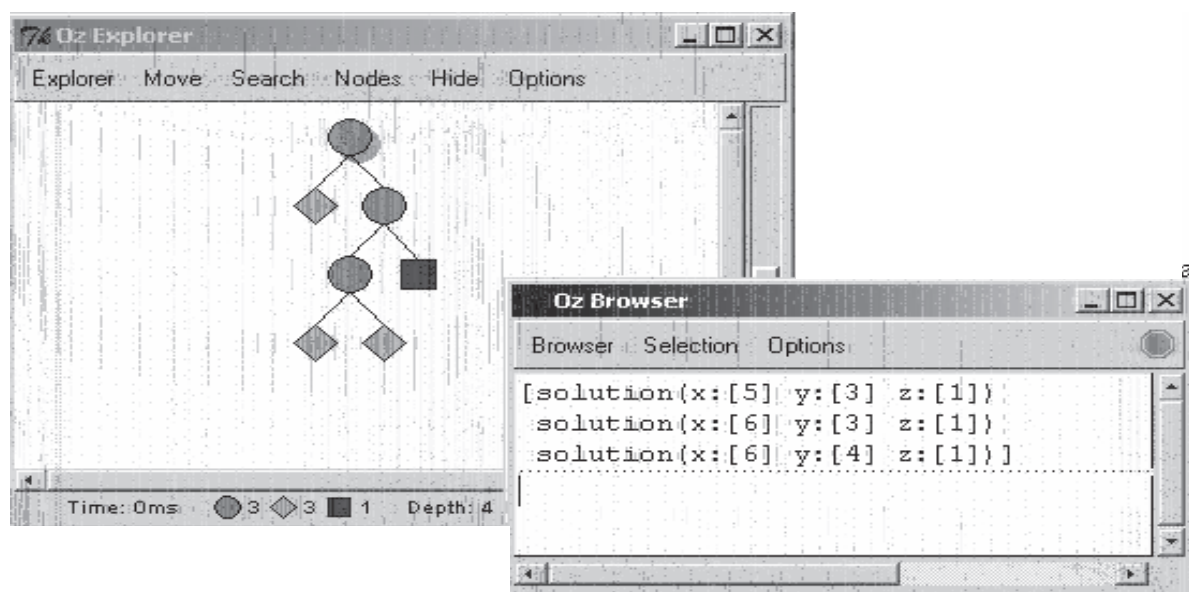 Oz Explorer
Explorer Move Search Nodes Hide Options
Time: 0ms 3 3 1 Depth: 4
a
Oz Browser
Browser Selection Options
[solution(x:[5] y:[3] z:[1])
solution(x:[6] y:[3] z:[1])
solution(x:[6] y:[4] z:[1])]